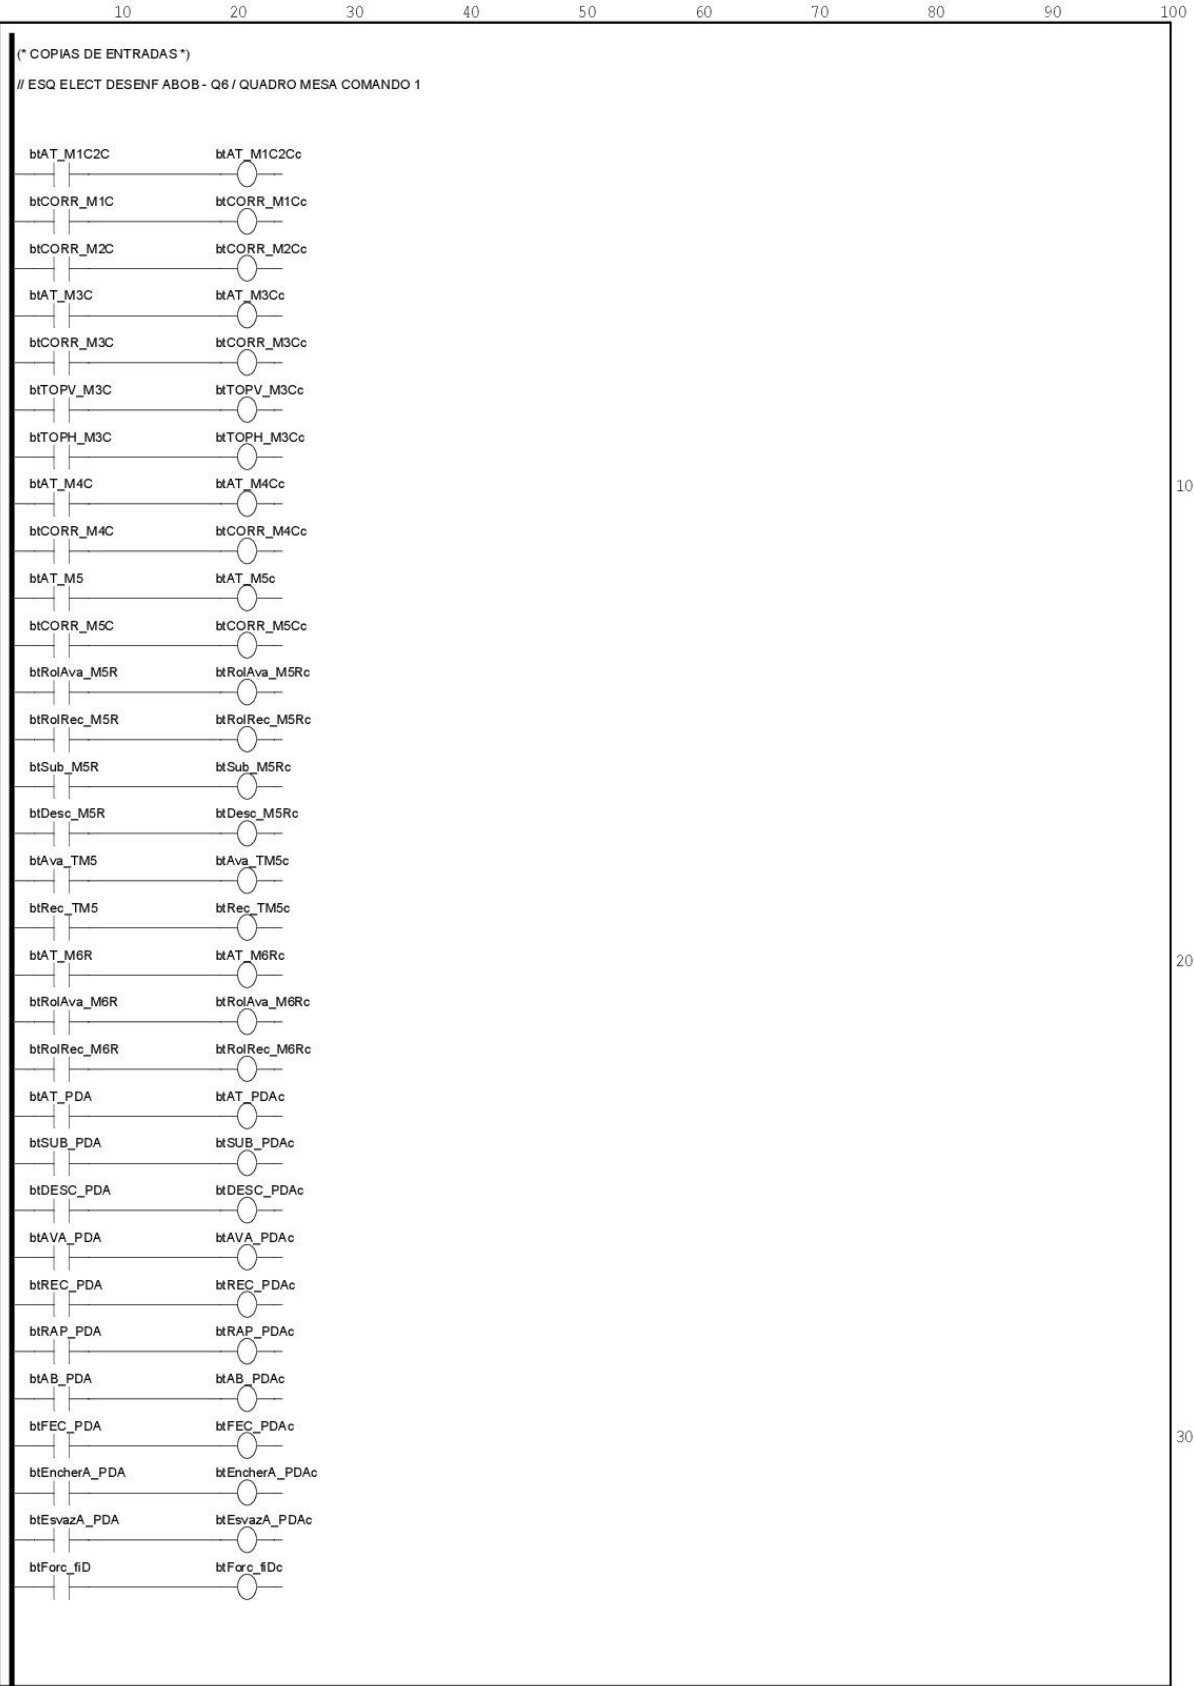 10 20 30 40 50 60 70 80 90 100
(* COPIAS DE ENTRADAS *)
// ESQ ELECT DESENF ABOB - Q6 / QUADRO MESA COMANDO 1
btAT_M1C2C btAT_M1C2Cc
btCORR_M1C btCORR_M1Cc
btCORR_M2C btCORR_M2Cc
btAT_M3C btAT_M3Cc
btCORR_M3C btCORR_M3Cc
btTOPV_M3C btTOPV_M3Cc
btTOPH_M3C btTOPH_M3Cc
btAT_M4C btAT_M4Cc
10
btCORR_M4C btCORR_M4Cc
btAT_M5 btAT_M5c
btCORR_M5C btCORR_M5Cc
btRolAva_M5R btRolAva_M5Rc
btRolRec_M5R btRolRec_M5Rc
btSub_M5R btSub_M5Rc
btDesc_M5R btDesc_M5Rc
btAva_TM5 btAva_TM5c
btRec_TM5 btRec_TM5c
btAT_M6R btAT_M6Rc
20
btRolAva_M6R btRolAva_M6Rc
btRolRec_M6R btRolRec_M6Rc
btAT_PDA btAT_PDAc
btSUB_PDA btSUB_PDAc
btDESC_PDA btDESC_PDAc
btAVA_PDA btAVA_PDAc
btREC_PDA btREC_PDAc
btRAP_PDA btRAP_PDAc
btAB_PDA btAB_PDAc
btFEC_PDA btFEC_PDAc
30
btEncherA_PDA btEncherA_PDAc
btEsvazA_PDA btEsvazA_PDAc
btForc_fiD btForc_fiDc